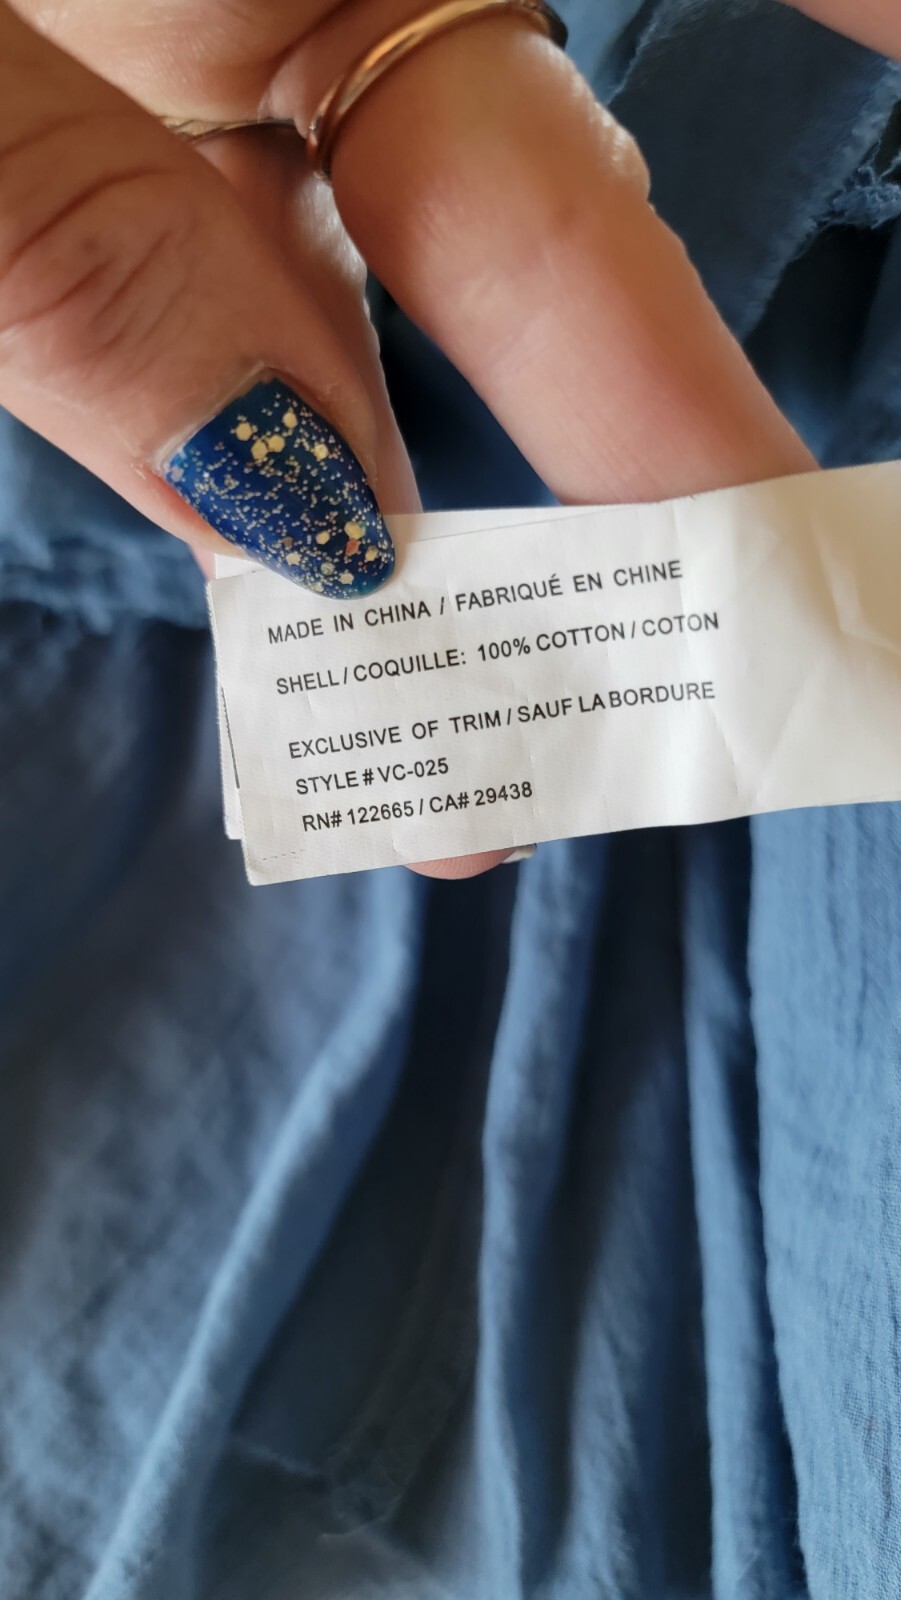 MADE IN CHINA / FABRIQUÉ EN CHINE
SHELL / COQUILLE: 100% COTTON / COTON
EXCLUSIVE OF TRIM / SAUF LA BORDURE
STYLE # VC-025
RN# 122665 / CA# 29438